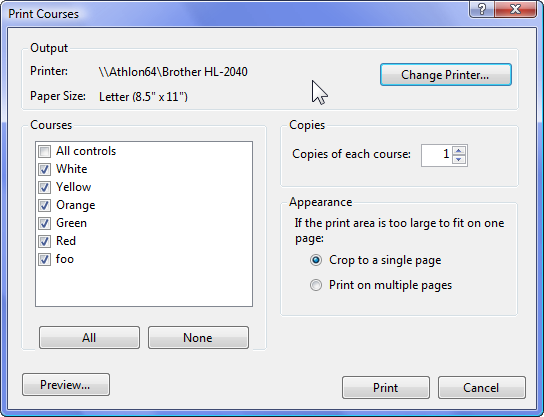 Print Courses
Output
Printer: \\Athlon64\Brother HL-2040
Change Printer...
Paper Size: Letter (8.5" x 11")
Courses
All controls
White
Yellow
Orange
Green
Red
foo
All None
Copies
Copies of each course: 1
Appearance
If the print area is too large to fit on one
page:
Crop to a single page
Print on multiple pages
Preview... Print Cancel